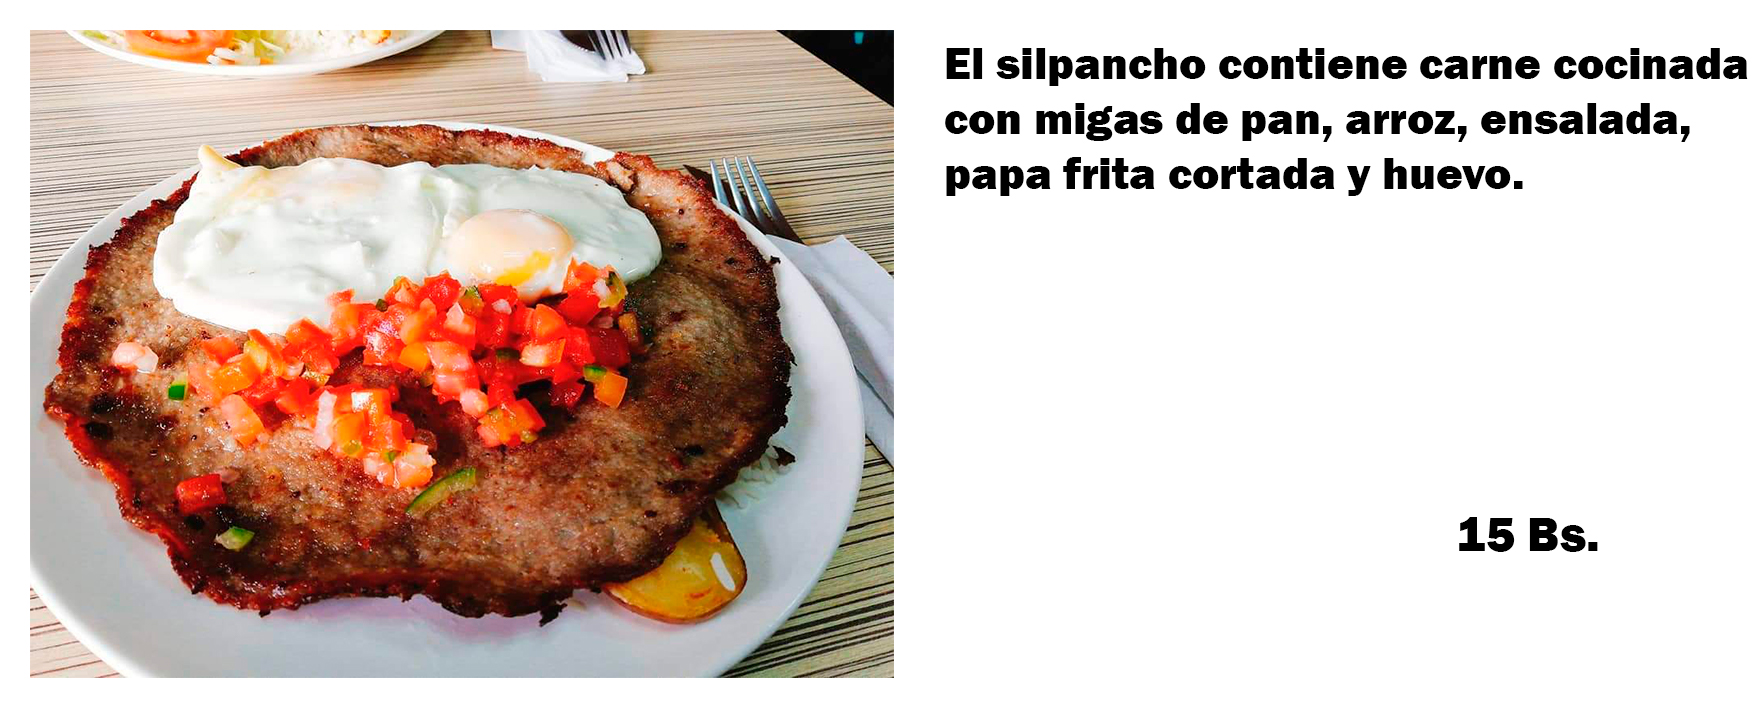 El silpancho contiene carne cocinada
con migas de pan, arroz, ensalada,
papa frita cortada y huevo.
15 Bs.